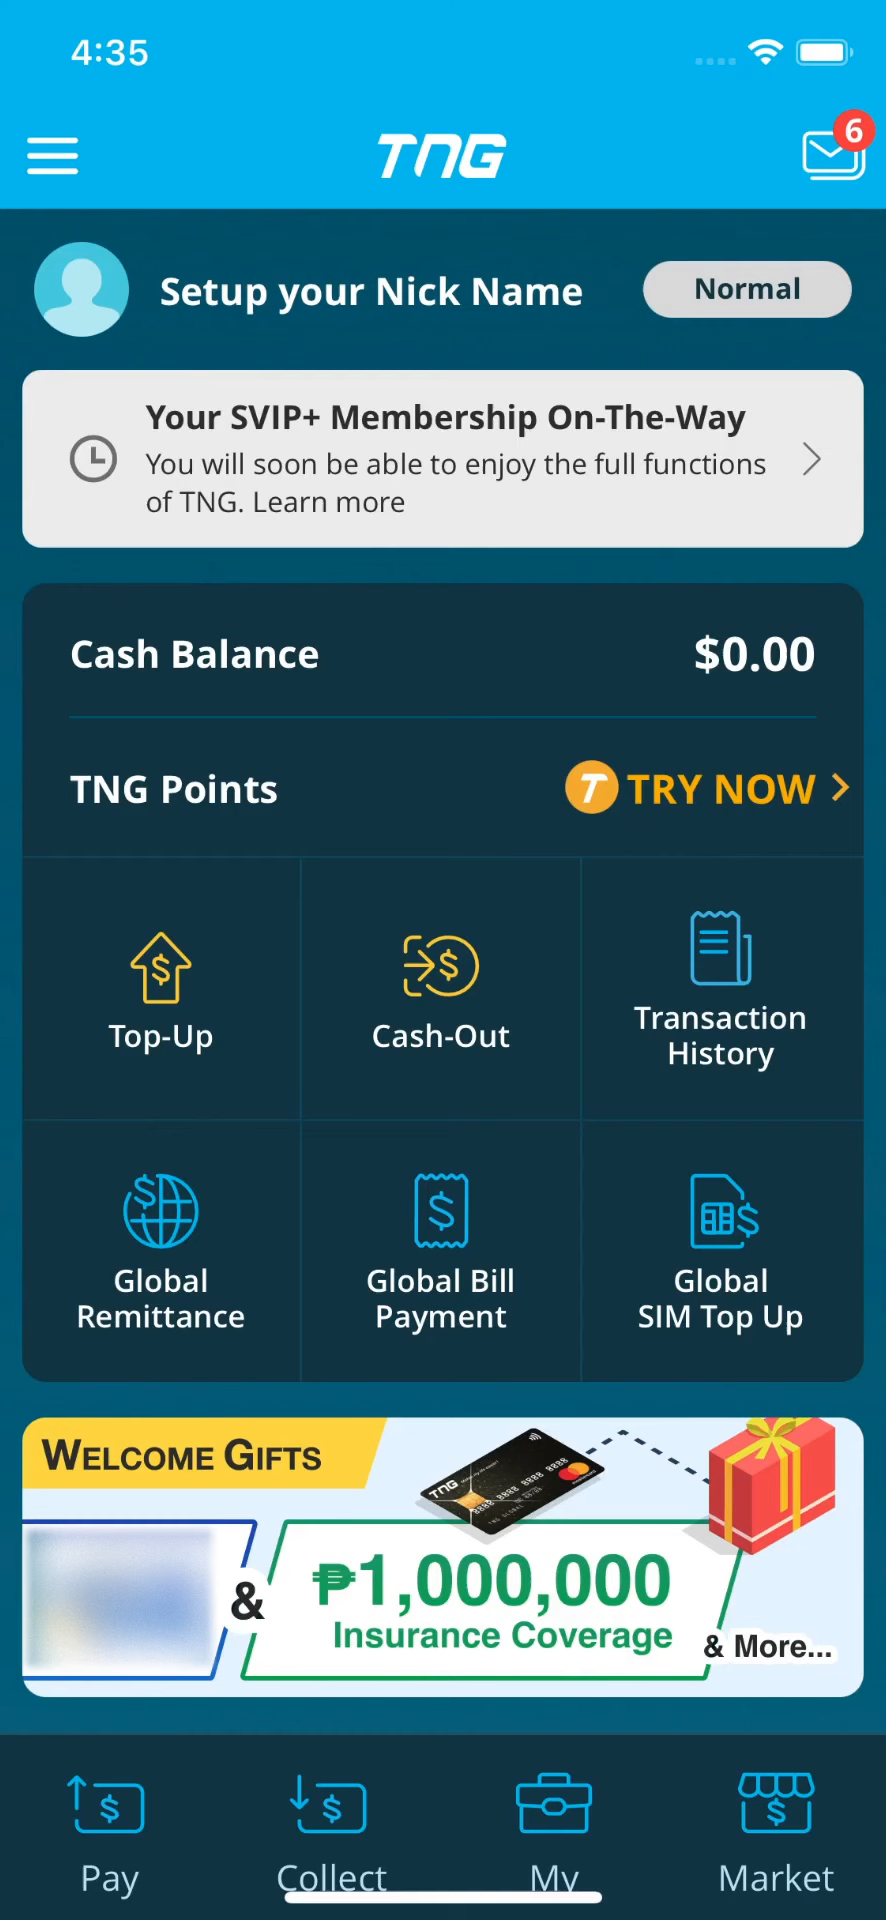 4:35
TNG
6
Setup your Nick Name
Normal
Your SVIP+ Membership On-The-Way
You will soon be able to enjoy the full functions
of TNG. Learn more
Cash Balance
$0.00
TNG Points
T TRY NOW
Top-Up
Cash-Out
Transaction
History
Global
Remittance
Global Bill
Payment
Global
SIM Top Up
WELCOME GIFTS
TNG
&
₱1,000,000
Insurance Coverage
& More...
Pay
Collect
My
Market